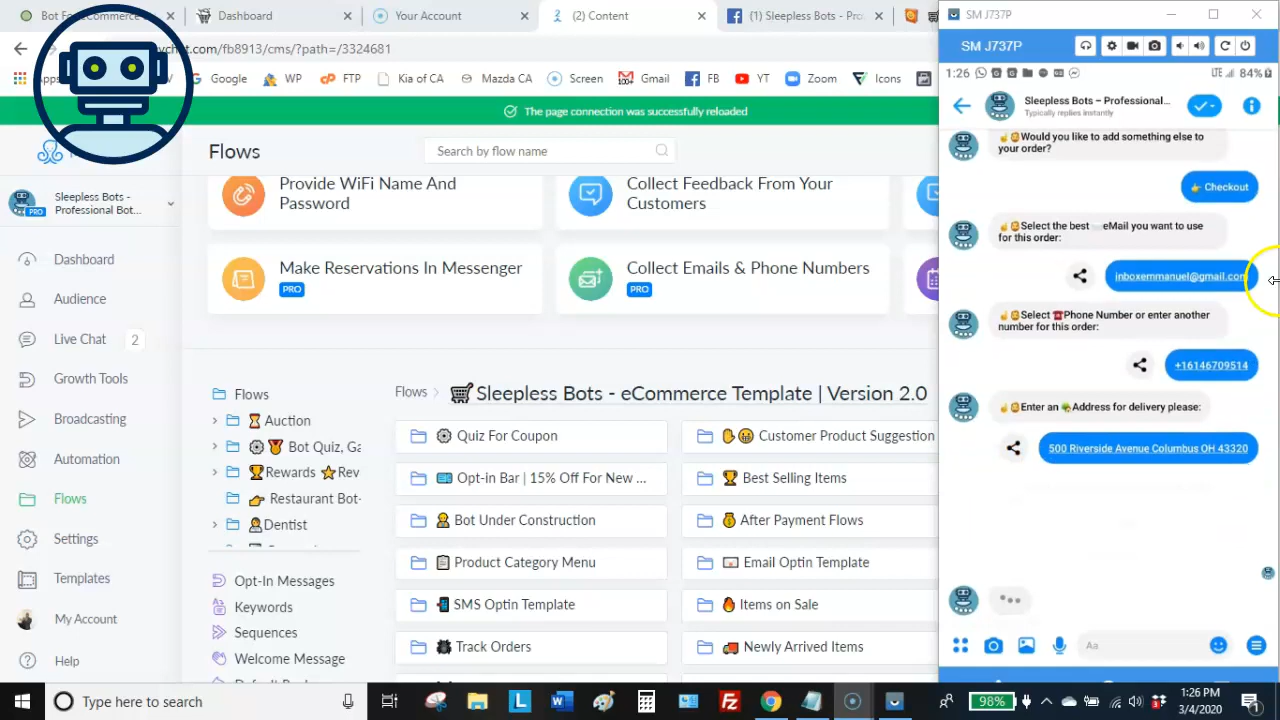 Bot For eCommerce
Dashboard
Your Account
(2) Content
(1) Sleepless Bots - Pro
ychat.com/fb8913/cms/?path=/3324681
Google
WP
FTP
Kia of CA
Mazda CA
Screen
Gmail
FB
YT
Zoom
Icons
The page connection was successfully reloaded
Flows
Search by flow name
Sleepless Bots -
Professional Bot...
PRO
Dashboard
Audience
Live Chat
2
Growth Tools
Broadcasting
Automation
Flows
Settings
Templates
My Account
Help
Provide WiFi Name And
Password
Collect Feedback From Your
Customers
Make Reservations In Messenger
PRO
Collect Emails & Phone Numbers
PRO
Flows
Auction
Bot Quiz, Ga
Rewards ⭐Rev
Restaurant Bot-
Dentist
Opt-In Messages
Keywords
Sequences
Welcome Message
Flows > 🛒Sleepless Bots - eCommerce Template | Version 2.0
Quiz For Coupon
Customer Product Suggestion
Opt-in Bar | 15% Off For New ...
Best Selling Items
Bot Under Construction
After Payment Flows
Product Category Menu
Email Optin Template
SMS Optin Template
Items on Sale
Track Orders
Newly Arrived Items
SM J737P
SM J737P
1:26
LTE
84%
Sleepless Bots – Professional...
Typically replies instantly
☝😃Would you like to add something else to
your order?
👉 Checkout
☝😃Select the best eMail you want to use
for this order:
inboxemmanuel@gmail.com
☝😃Select ☎Phone Number or enter another
number for this order:
+16146709514
☝😃Enter an 🏡Address for delivery please:
500 Riverside Avenue Columbus OH 43320
Aa
Type here to search
98%
1:26 PM
3/4/2020